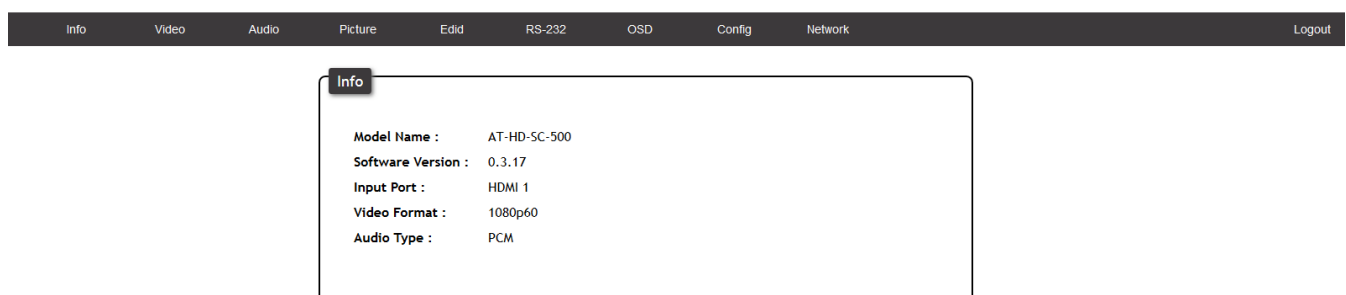 Info Video Audio Picture Edid RS-232 OSD Config Network Logout
Info
Model Name : AT-HD-SC-500
Software Version : 0.3.17
Input Port : HDMI 1
Video Format : 1080p60
Audio Type : PCM